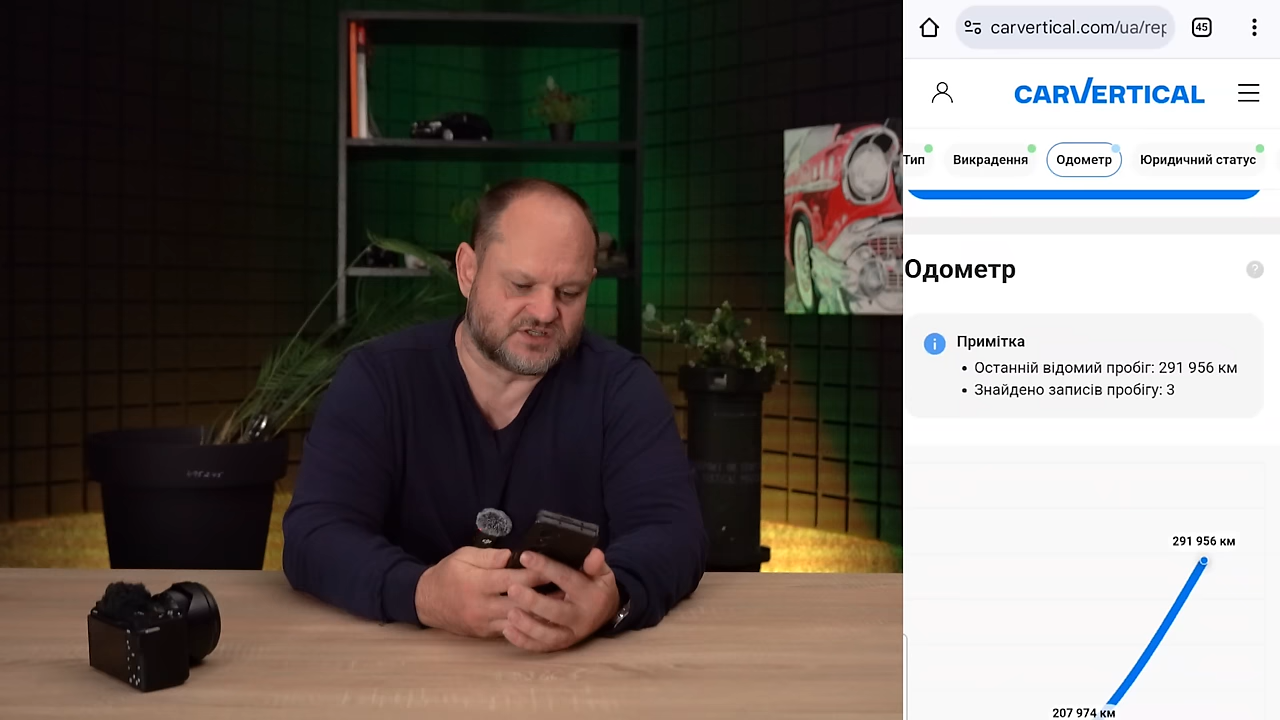 carvertical.com/ua/rep
45
CARVERTICAL
Тип
Викрадення
Одометр
Юридичний статус
Одометр
?
Примітка
• Останній відомий пробіг: 291 956 км
• Знайдено записів пробігу: 3
291 956 км
207 974 км